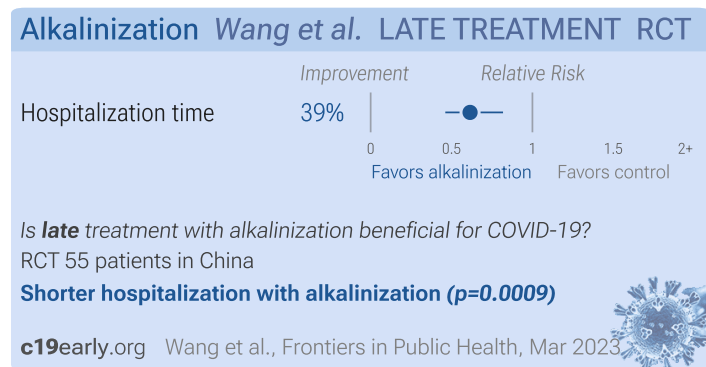 Alkalinization Wang et al. LATE TREATMENT RCT
Improvement Relative Risk
Hospitalization time 39%
0 0.5 1 1.5 2+
Favors alkalinization Favors control
Is late treatment with alkalinization beneficial for COVID-19?
RCT 55 patients in China
Shorter hospitalization with alkalinization (p=0.0009)
c19early.org Wang et al., Frontiers in Public Health, Mar 2023